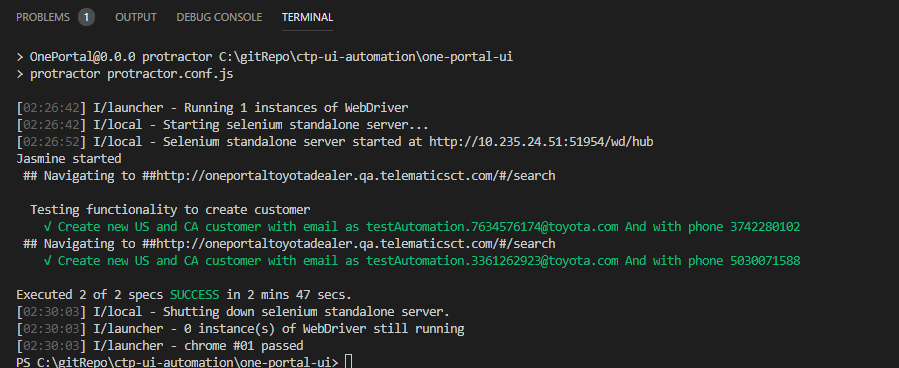 PROBLEMS 1 OUTPUT DEBUG CONSOLE TERMINAL
> OnePortal@0.0.0 protractor C:\gitRepo\ctp-ui-automation\one-portal-ui
> protractor protractor.conf.js
[02:26:42] I/launcher - Running 1 instances of WebDriver
[02:26:42] I/local - Starting selenium standalone server...
[02:26:52] I/local - Selenium standalone server started at http://10.235.24.51:51954/wd/hub
Jasmine started
## Navigating to ##http://oneportaltoyotadealer.qa.telematicsct.com/#/search
Testing functionality to create customer
√ Create new US and CA customer with email as testAutomation.7634576174@toyota.com And with phone 3742280102
## Navigating to ##http://oneportaltoyotadealer.qa.telematicsct.com/#/search
√ Create new US and CA customer with email as testAutomation.3361262923@toyota.com And with phone 5030071588
Executed 2 of 2 specs SUCCESS in 2 mins 47 secs.
[02:30:03] I/local - Shutting down selenium standalone server.
[02:30:03] I/launcher - 0 instance(s) of WebDriver still running
[02:30:03] I/launcher - chrome #01 passed
PS C:\gitRepo\ctp-ui-automation\one-portal-ui>